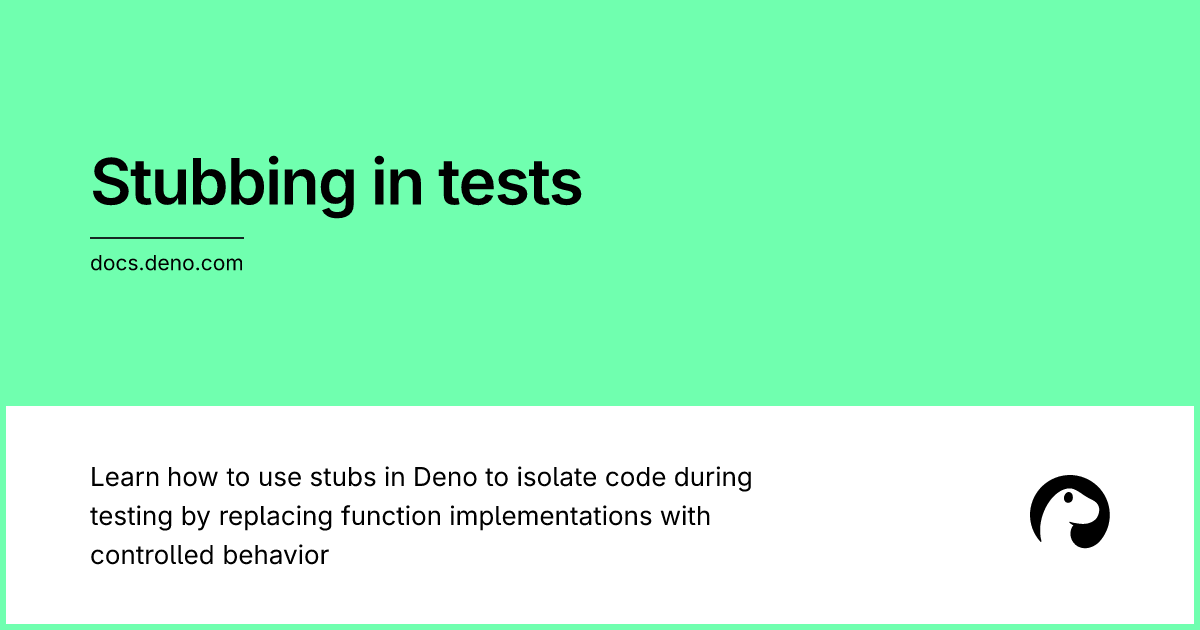 Stubbing in tests
docs.deno.com
Learn how to use stubs in Deno to isolate code during
testing by replacing function implementations with
controlled behavior